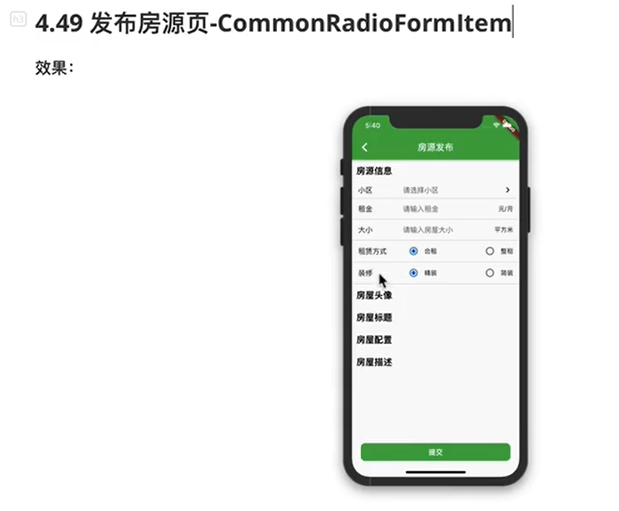 h3
4.49 发布房源页-CommonRadioFormItem
效果：
5:40
房源发布
房源信息
小区 请选择小区
租金 请输入租金 元/月
大小 请输入房屋大小 平方米
租赁方式 合租 整租
装修 精装 简装
房屋头像
房屋标题
房屋配置
房屋描述
提交